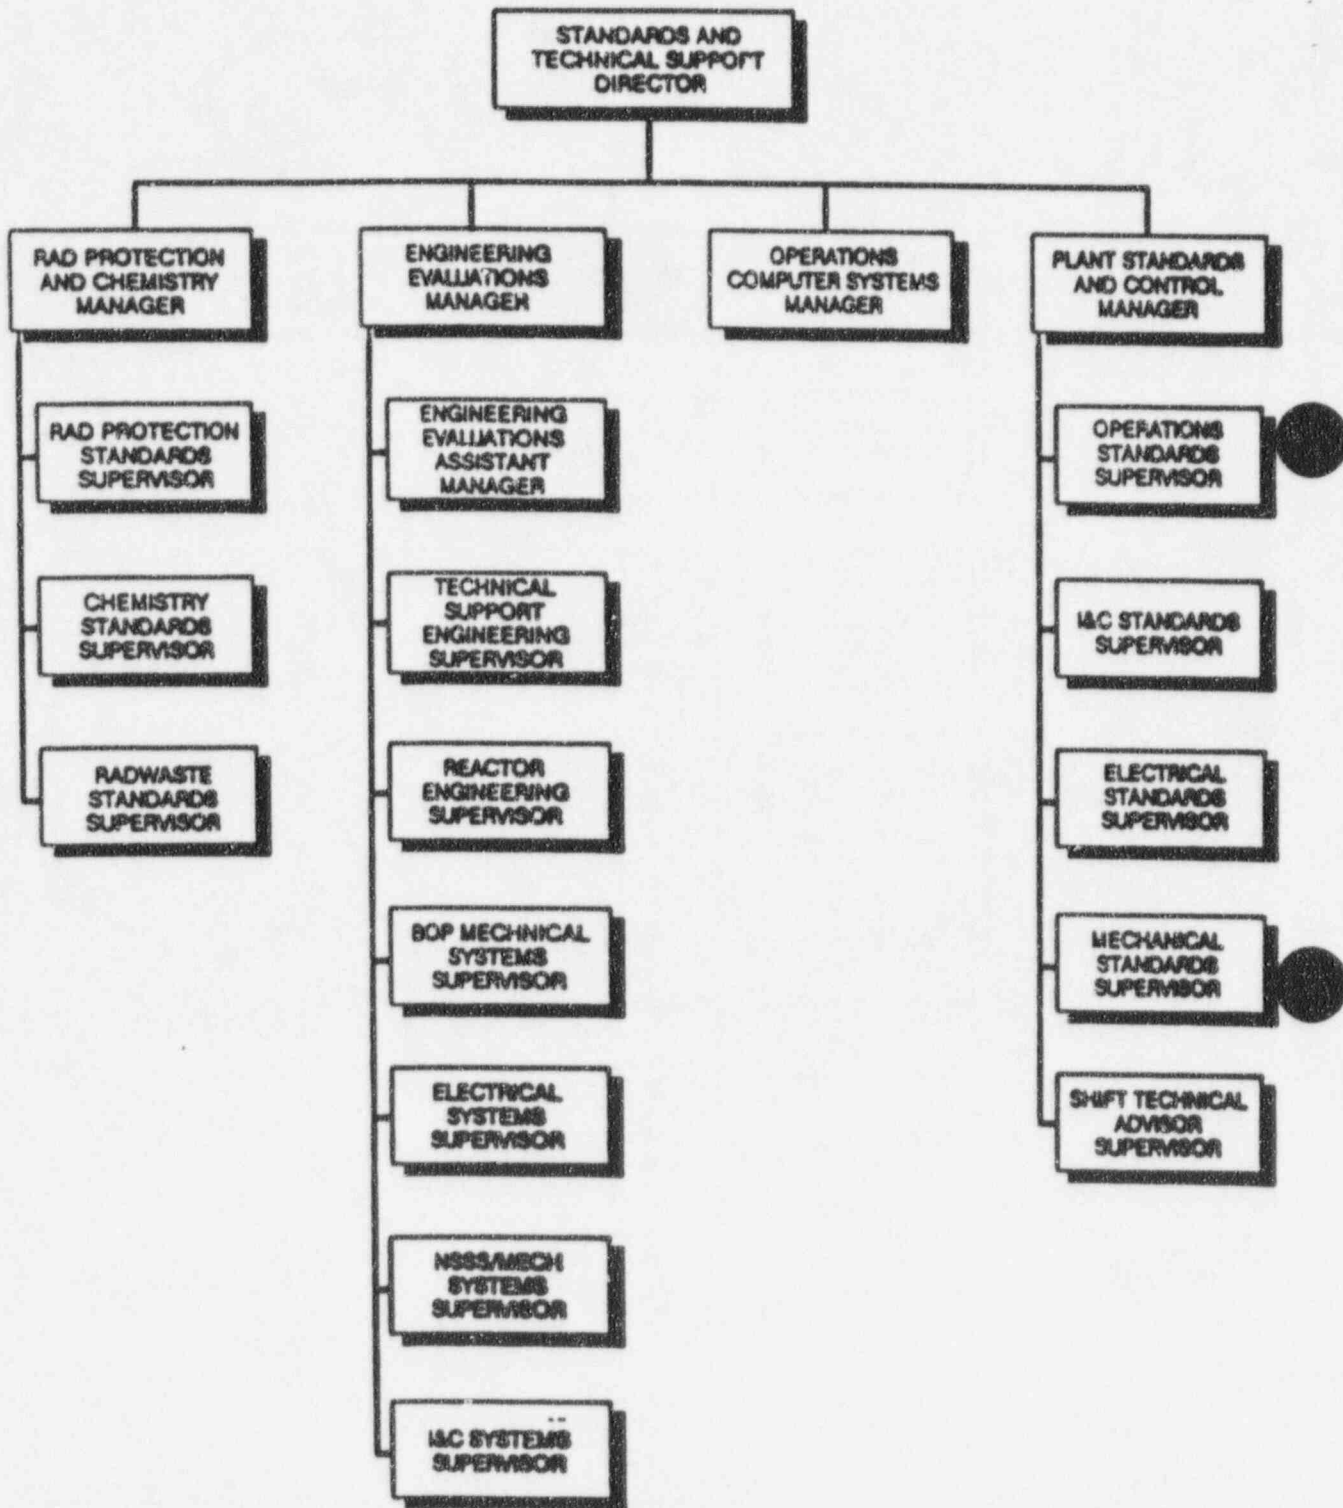 STANDARDS AND
TECHNICAL SUPPORT
DIRECTOR
RAD PROTECTION
AND CHEMISTRY
MANAGER
ENGINEERING
EVALUATIONS
MANAGER
OPERATIONS
COMPUTER SYSTEMS
MANAGER
PLANT STANDARDS
AND CONTROL
MANAGER
RAD PROTECTION
STANDARDS
SUPERVISOR
CHEMISTRY
STANDARDS
SUPERVISOR
RADWASTE
STANDARDS
SUPERVISOR
ENGINEERING
EVALUATIONS
ASSISTANT
MANAGER
TECHNICAL
SUPPORT
ENGINEERING
SUPERVISOR
REACTOR
ENGINEERING
SUPERVISOR
BOP MECHNICAL
SYSTEMS
SUPERVISOR
ELECTRICAL
SYSTEMS
SUPERVISOR
NSSS/MECH
SYSTEMS
SUPERVISOR
I&C SYSTEMS
SUPERVISOR
OPERATIONS
STANDARDS
SUPERVISOR
I&C STANDARDS
SUPERVISOR
ELECTRICAL
STANDARDS
SUPERVISOR
MECHANICAL
STANDARDS
SUPERVISOR
SHIFT TECHNICAL
ADVISOR
SUPERVISOR